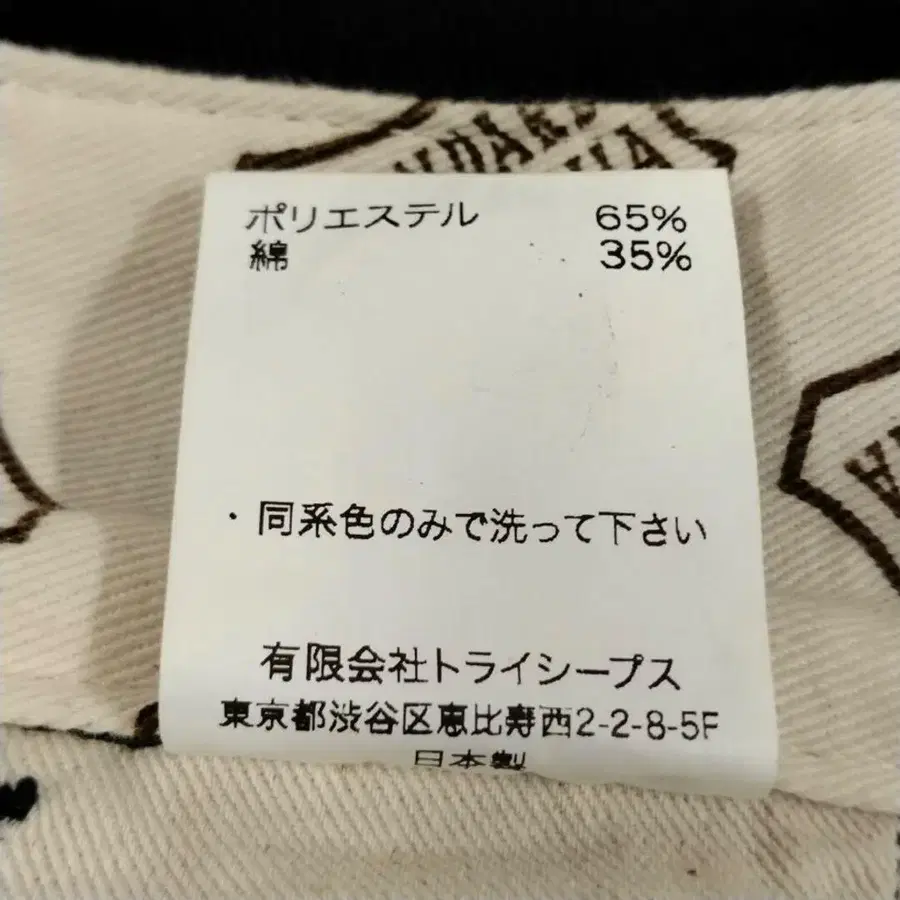 ポリエステル 65%
綿 35%
・同系色のみで洗って下さい
有限会社トライシープス
東京都渋谷区恵比寿西2-2-8-5F
日本製